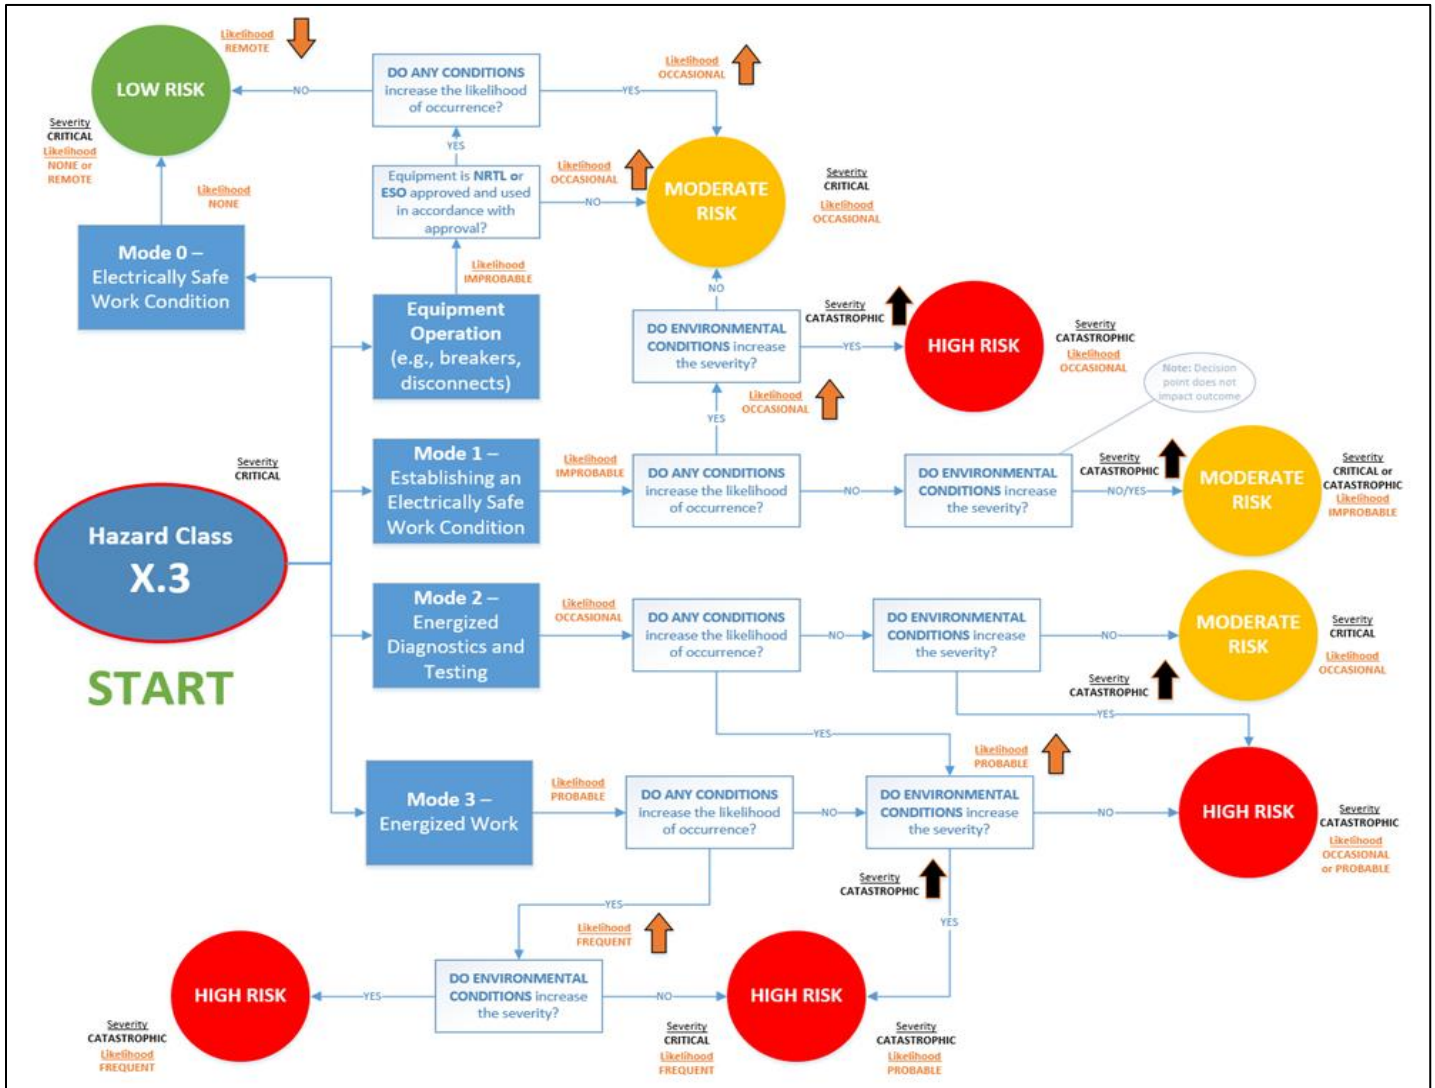 Likelihood
REMOTE
LOW RISK
Severity
CRITICAL
Likelihood
NONE or
REMOTE
Likelihood
NONE
Mode 0 –
Electrically Safe
Work Condition
NO
DO ANY CONDITIONS
increase the likelihood
of occurrence?
YES
Likelihood
OCCASIONAL
YES
Equipment is NRTL or
ESO approved and used
in accordance with
approval?
Likelihood
OCCASIONAL
NO
MODERATE
RISK
Severity
CRITICAL
Likelihood
OCCASIONAL
Likelihood
IMPROBABLE
Equipment
Operation
(e.g., breakers,
disconnects)
NO
DO ENVIRONMENTAL
CONDITIONS increase
the severity?
Severity
CATASTROPHIC
YES
HIGH RISK
Severity
CATASTROPHIC
Likelihood
OCCASIONAL
Likelihood
OCCASIONAL
YES
Note: Decision
point does not
impact outcome
Severity
CRITICAL
Hazard Class
X.3
START
Mode 1 –
Establishing an
Electrically Safe
Work Condition
Likelihood
IMPROBABLE
DO ANY CONDITIONS
increase the likelihood
of occurrence?
NO
DO ENVIRONMENTAL
CONDITIONS increase
the severity?
Severity
CATASTROPHIC
NO/YES
MODERATE
RISK
Severity
CRITICAL or
CATASTROPHIC
Likelihood
IMPROBABLE
Mode 2 –
Energized
Diagnostics and
Testing
Likelihood
OCCASIONAL
DO ANY CONDITIONS
increase the likelihood
of occurrence?
NO
DO ENVIRONMENTAL
CONDITIONS increase
the severity?
NO
MODERATE
RISK
Severity
CRITICAL
Likelihood
OCCASIONAL
Severity
CATASTROPHIC
YES
YES
Likelihood
PROBABLE
Mode 3 –
Energized Work
Likelihood
PROBABLE
DO ANY CONDITIONS
increase the likelihood
of occurrence?
NO
DO ENVIRONMENTAL
CONDITIONS increase
the severity?
NO
HIGH RISK
Severity
CATASTROPHIC
Likelihood
OCCASIONAL
or PROBABLE
Severity
CATASTROPHIC
YES
YES
Likelihood
FREQUENT
HIGH RISK
Severity
CATASTROPHIC
Likelihood
FREQUENT
YES
DO ENVIRONMENTAL
CONDITIONS increase
the severity?
NO
HIGH RISK
Severity
CRITICAL
Likelihood
FREQUENT
Severity
CATASTROPHIC
Likelihood
PROBABLE